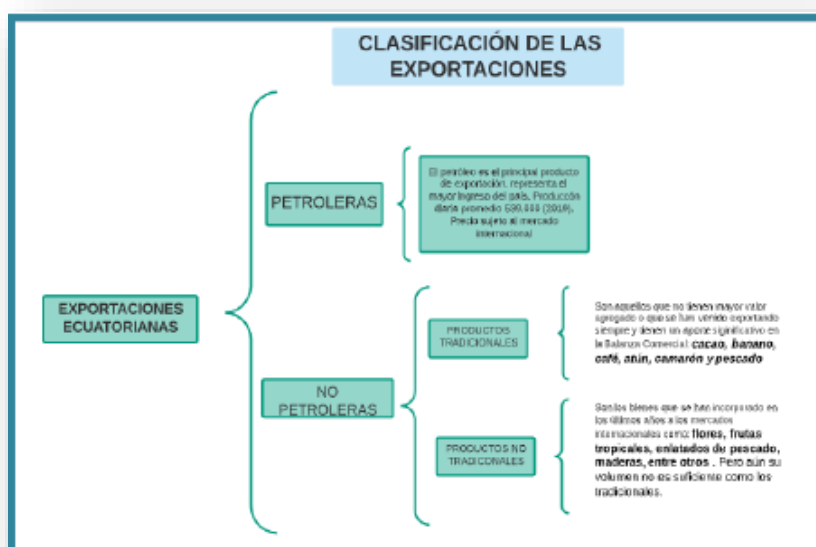 CLASIFICACIÓN DE LAS
EXPORTACIONES
EXPORTACIONES
ECUATORIANAS
PETROLERAS
El petróleo es el principal producto
de exportación, representa el
mayor ingreso del país. Producción
diaria promedio (2019).
Precio sujeto al mercado
internacional
NO
PETROLERAS
PRODUCTOS
TRADICIONALES
Son aquellos que no tienen mayor valor
agregado o que se han venido exportando
siempre y tienen un aporte significativo en
la Balanza Comercial: cacao, banano,
café, atún, camarón y pescado
PRODUCTOS NO
TRADICONALES
Son los bienes que se han incorporado en
los últimos años a los mercados
internacionales como: flores, frutas
tropicales, enlatados de pescado,
maderas, entre otros . Pero aún su
volumen no es suficiente como los
tradicionales.